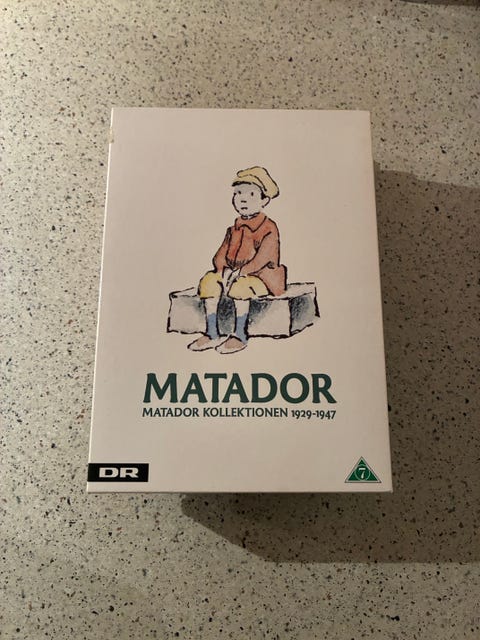 MATADOR
MATADOR KOLLEKTIONEN 1929-1947
DR
7